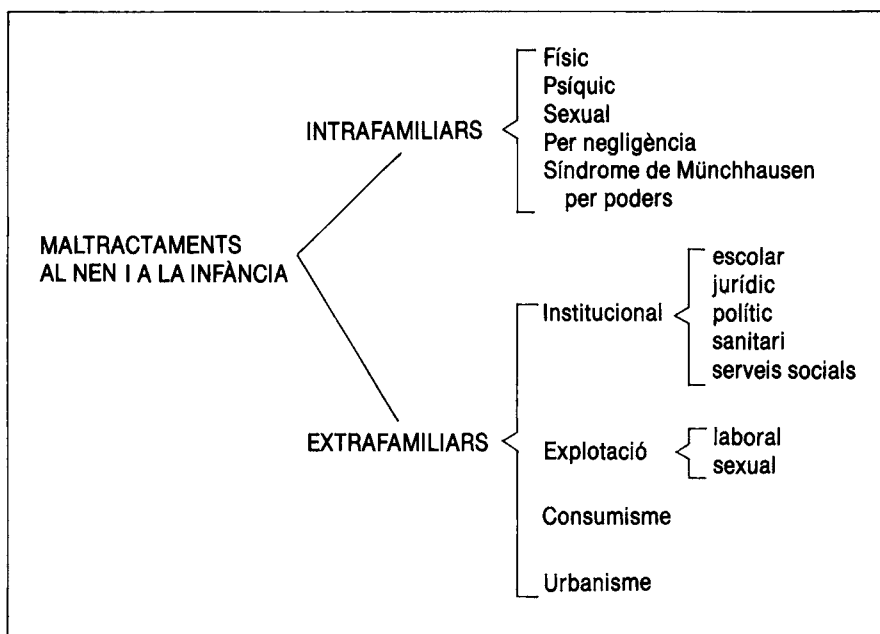 Físic
Psíquic
Sexual
Per negligència
Síndrome de Münchhausen
per poders
INTRAFAMILIARS
MALTRACTAMENTS
AL NEN I A LA INFÀNCIA
EXTRAFAMILIARS
Institucional
escolar
jurídic
polític
sanitari
serveis socials
Explotació
laboral
sexual
Consumisme
Urbanisme